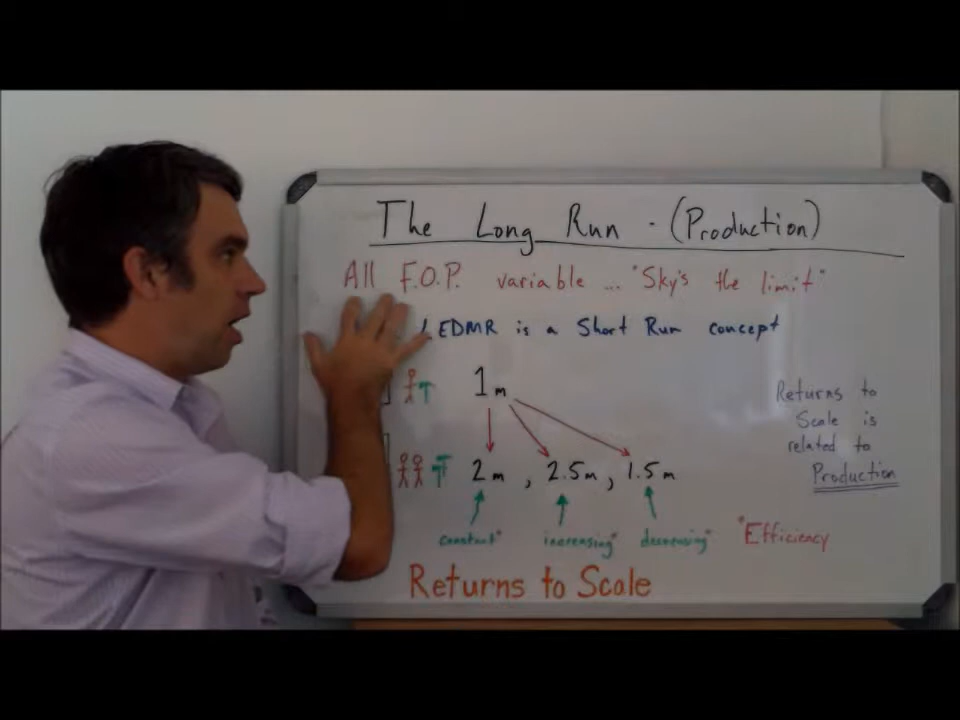 The Long Run - (Production)
All F.O.P. variable ... "Sky's the limit"
LEDMR is a Short Run concept
1m
2m, 2.5m, 1.5m
constant" increasing" decreasing"
"Efficiency
Returns to Scale
Returns to
Scale is
related to
Production